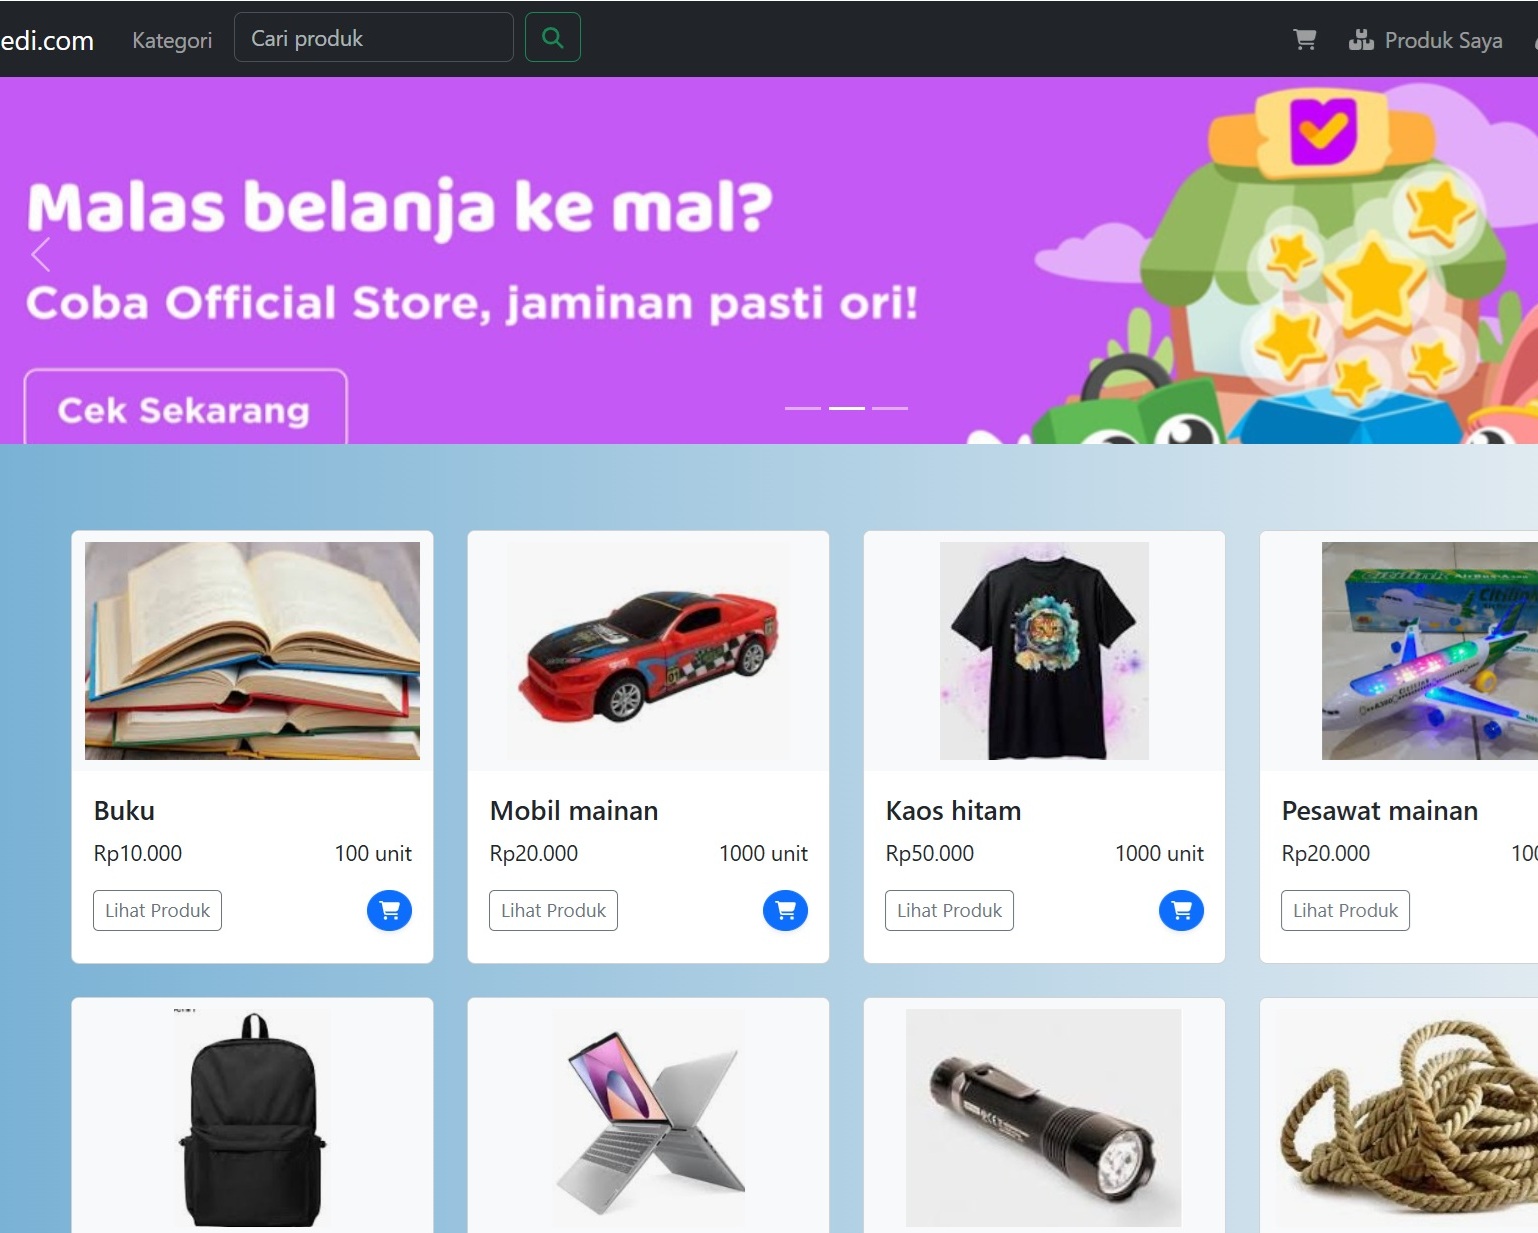 edi.com Kategori Cari produk Produk Saya
Malas belanja ke mal?
Coba Official Store, jaminan pasti ori!
Cek Sekarang
Citilink
Buku
Rp10.000 100 unit
Lihat Produk
Mobil mainan
Rp20.000 1000 unit
Lihat Produk
Kaos hitam
Rp50.000 1000 unit
Lihat Produk
Pesawat mainan
Rp20.000 100
Lihat Produk